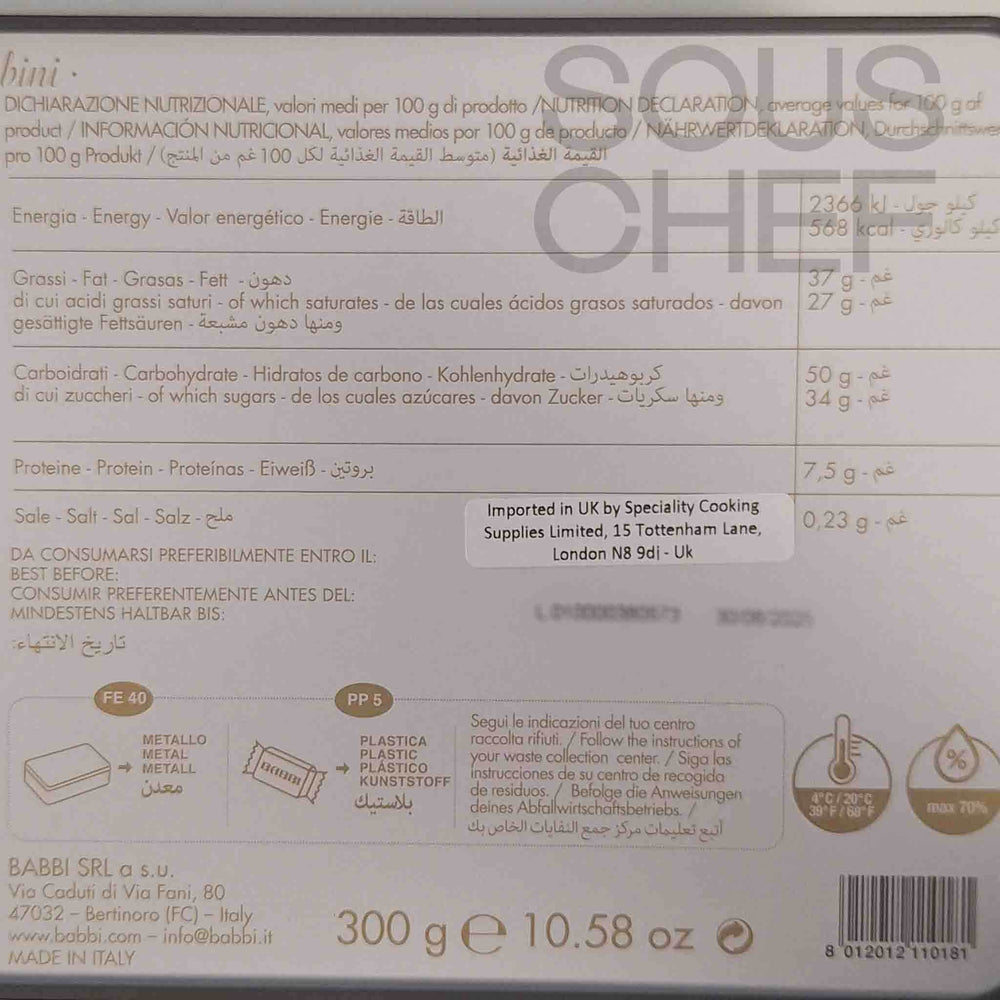 bini ·
SOUS
CHEF
DICHIARAZIONE NUTRIZIONALE, valori medi per 100 g di prodotto /NUTRITION DECLARATION, average values for 100 g of
product / INFORMACIÓN NUTRICIONAL, valores medios por 100 g de producto / NÄHRWERTDEKLARATION, Durchschnittswe
pro 100 g Produkt / القيمة الغذائية (متوسط القيمة الغذائية لكل 100 غم من المنتج)/
Energia - Energy - Valor energético - Energie - الطاقة
2366 kJ - كيلو جول
568 kcal - كيلو كالوري
Grassi - Fat - Grasas - Fett - دهون
37 g - غم
di cui acidi grassi saturi - of which saturates - de las cuales ácidos grasos saturados - davon
27 g - غم
gesättigte Fettsäuren - ومنها دهون مشبعة
Carboidrati - Carbohydrate - Hidratos de carbono - Kohlenhydrate - كربوهيدرات
50 g - غم
di cui zuccheri - of which sugars - de los cuales azúcares - davon Zucker - ومنها سكريات
34 g - غم
Proteine - Protein - Proteínas - Eiweiß - بروتين
7,5 g - غم
Sale - Salt - Sal - Salz - ملح
0,23 g - غم
Imported in UK by Speciality Cooking
Supplies Limited, 15 Tottenham Lane,
London N8 9dj - Uk
DA CONSUMARSI PREFERIBILMENTE ENTRO IL:
BEST BEFORE:
CONSUMIR PREFERENTEMENTE ANTES DEL:
MINDESTENS HALTBAR BIS:
تاريخ الانتهاء:
FE 40
METALLO
METAL
METALL
معدن
PP 5
BABBI
PLASTICA
PLASTIC
PLÁSTICO
KUNSTSTOFF
بلاستيك
Segui le indicazioni del tuo centro
raccolta rifiuti. / Follow the instructions of
your waste collection center. / Siga las
instrucciones de su centro de recogida
de residuos. / Befolge die Anweisungen
deines Abfallwirtschaftsbetriebs. /
أتبع تعليمات مركز جمع النفايات الخاص بك
4°C / 20°C
39°F / 68°F
%
max 70%
BABBI SRL a s.u.
Via Caduti di Via Fani, 80
47032 – Bertinoro (FC) – Italy
www.babbi.com – info@babbi.it
MADE IN ITALY
300 g e 10.58 oz
8 012012 110181